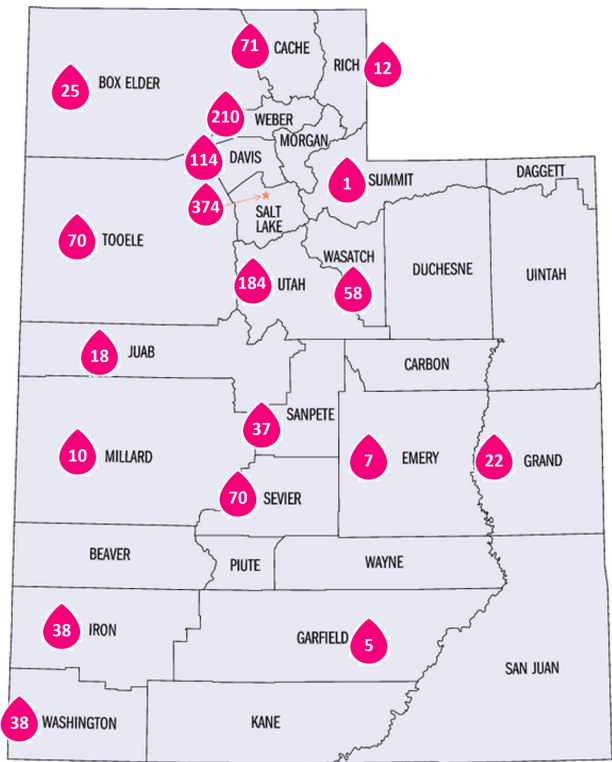 71
CACHE
RICH
12
25
BOX ELDER
210
WEBER
MORGAN
114
DAVIS
1
SUMMIT
DAGGETT
374
SALT
LAKE
70
TOOELE
WASATCH
58
DUCHESNE
UINTAH
184
UTAH
18
JUAB
CARBON
37
SANPETE
10
MILLARD
7
EMERY
22
GRAND
70
SEVIER
BEAVER
PIUTE
WAYNE
38
IRON
GARFIELD
5
SAN JUAN
38
WASHINGTON
KANE